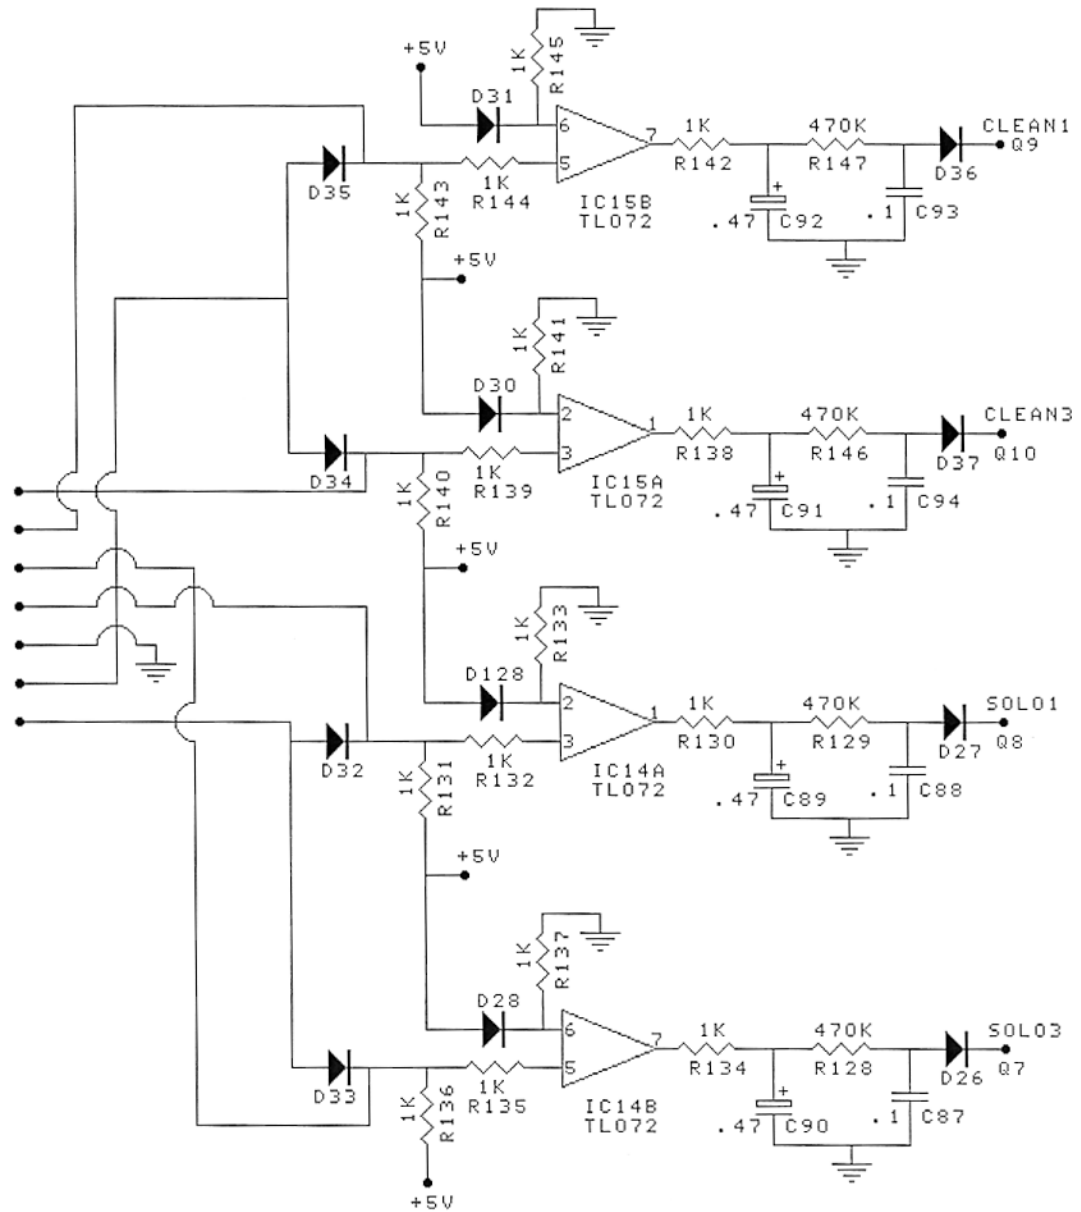 +5V
1K
R145
D31
6
7
5
1K
R142
470K
R147
D36
CLEAN1
Q9
D35
1K
R144
1K
R143
IC15B
TL072
.47
+
C92
.1
C93
+5V
1K
R141
D30
2
1
3
1K
R138
470K
R146
D37
CLEAN3
Q10
D34
1K
R139
1K
R140
IC15A
TL072
.47
+
C91
.1
C94
+5V
1K
R133
D128
2
1
3
1K
R130
470K
R129
D27
SOLO1
Q8
D32
1K
R132
1K
R131
IC14A
TL072
.47
+
C89
.1
C88
+5V
1K
R137
D28
6
7
5
1K
R134
470K
R128
D26
SOLO3
Q7
D33
1K
R135
1K
R136
IC14B
TL072
.47
+
C90
.1
C87
+5V